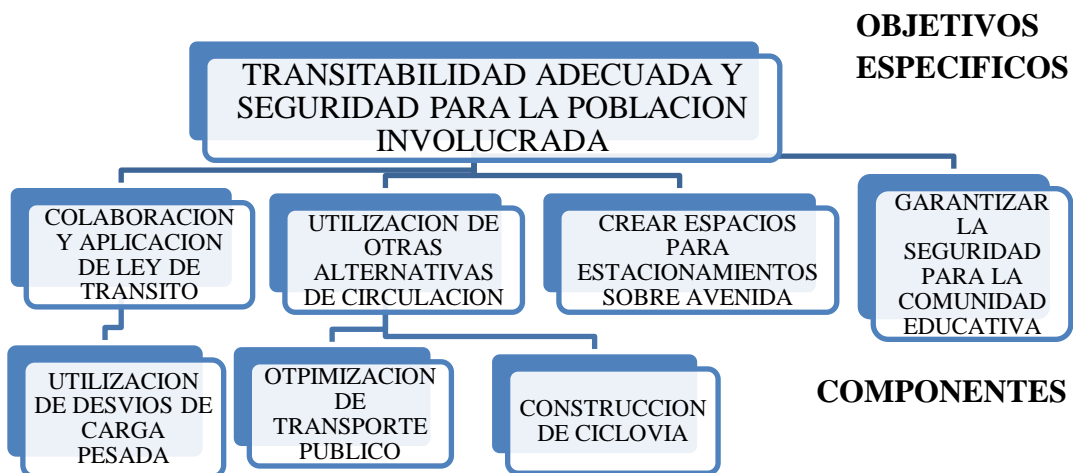 OBJETIVOS
ESPECIFICOS
TRANSITABILIDAD ADECUADA Y
SEGURIDAD PARA LA POBLACION
INVOLUCRADA
COLABORACION
Y APLICACION
DE LEY DE
TRANSITO
UTILIZACION DE
OTRAS
ALTERNATIVAS
DE CIRCULACION
CREAR ESPACIOS
PARA
ESTACIONAMIENTOS
SOBRE AVENIDA
GARANTIZAR
LA
SEGURIDAD
PARA LA
COMUNIDAD
EDUCATIVA
UTILIZACION
DE DESVIOS DE
CARGA
PESADA
OTPIMIZACION
DE
TRANSPORTE
PUBLICO
CONSTRUCCION
DE CICLOVIA
COMPONENTES